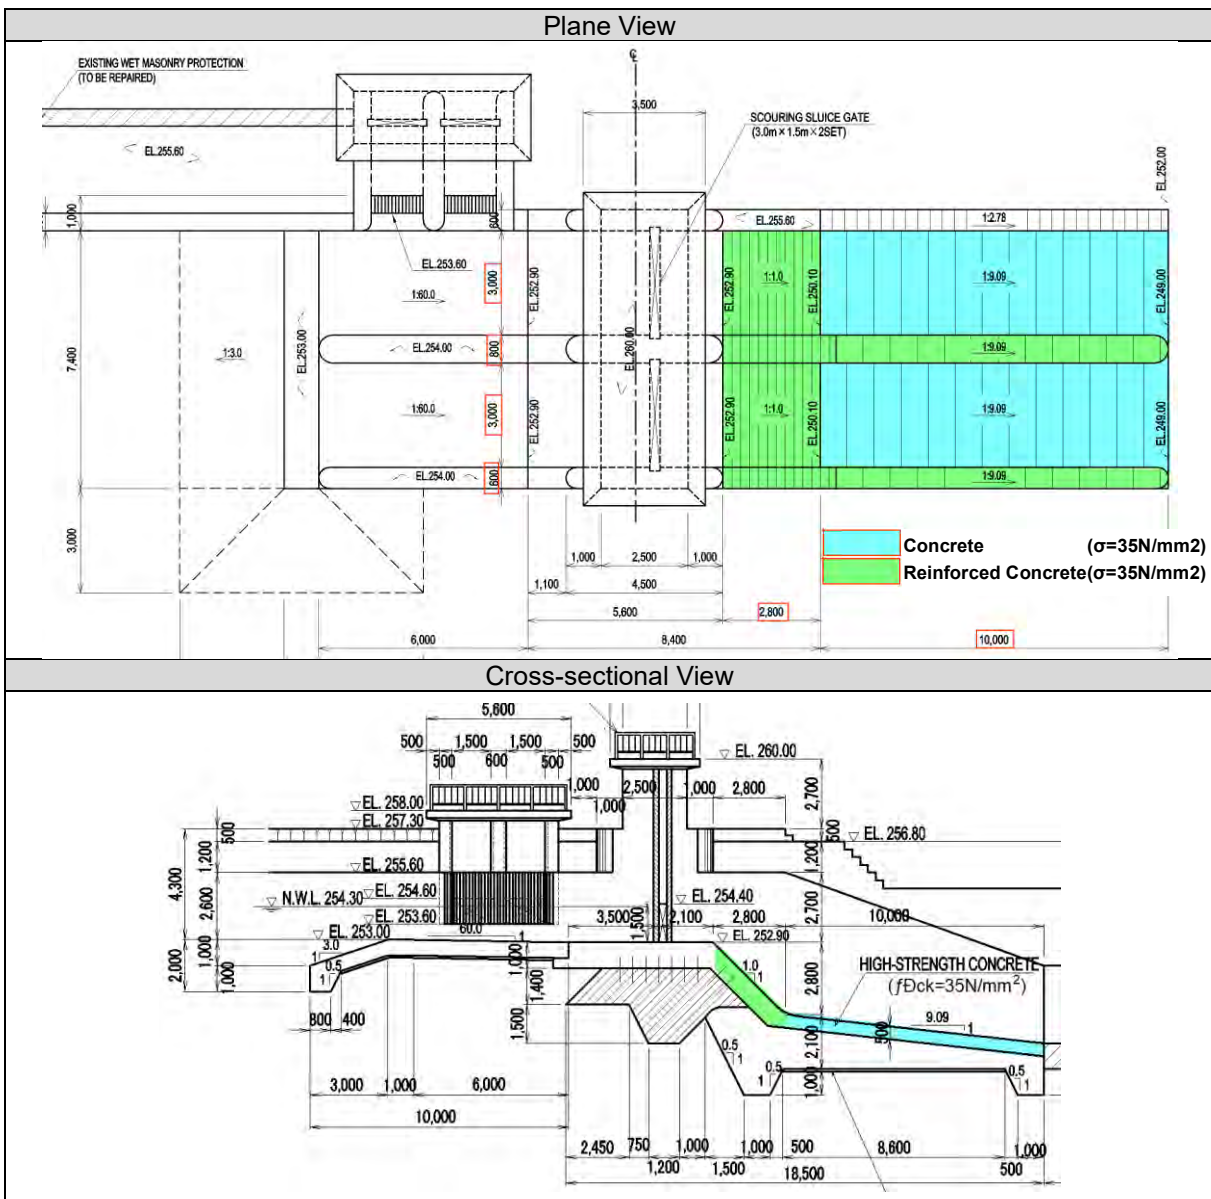 Plane View
EXISTING WET MASONRY PROTECTION
(TO BE REPAIRED)
EL.255.60
3,500
SCOURING SLUICE GATE
(3.0m×1.5m×2SET)
EL.252.00
1,000
600
EL.255.60
1:2.78
EL.253.60
3,000
1:60.0
EL.252.90
EL.252.90
1:1.0
EL.250.10
1:9.09
EL.249.00
7,400
1:3.0
EL.253.00
EL.254.00
800
EL.260.00
1:9.09
1:60.0
3,000
EL.252.90
EL.252.90
1:1.0
EL.250.10
1:9.09
EL.249.00
EL.254.00
600
1:9.09
3,000
Concrete (σ=35N/mm2)
Reinforced Concrete(σ=35N/mm2)
1,000 2,500 1,000
1,100 4,500
5,600 2,800
6,000 8,400 10,000
Cross-sectional View
5,600
500 1,500 1,500 500
500 600 500
EL. 260.00
1,000 2,500 1,000 2,800
1,000
2,700
EL. 258.00
EL. 257.30
500
500
EL. 256.80
1,200
1,200
EL. 255.60
4,300
2,600
N.W.L. 254.30
EL. 254.60
EL. 254.40
2,700
EL. 253.60
3,500 2,100 2,800 10,000
1,500
EL. 253.00
60.0
1
EL. 252.90
2,000
1,000
1,000
3.0
1
0.5
1
1,000
1,400
1,500
1.0
1
2,800
HIGH-STRENGTH CONCRETE
(ƒÐck=35N/mm²)
9.09
1
500
2,100
1,000
800 400
0.5
1
0.5
1
0.5
1
3,000 1,000 6,000
10,000
2,450 750 1,000 1,000 500 8,600 1,000
1,200 1,500 18,500 500